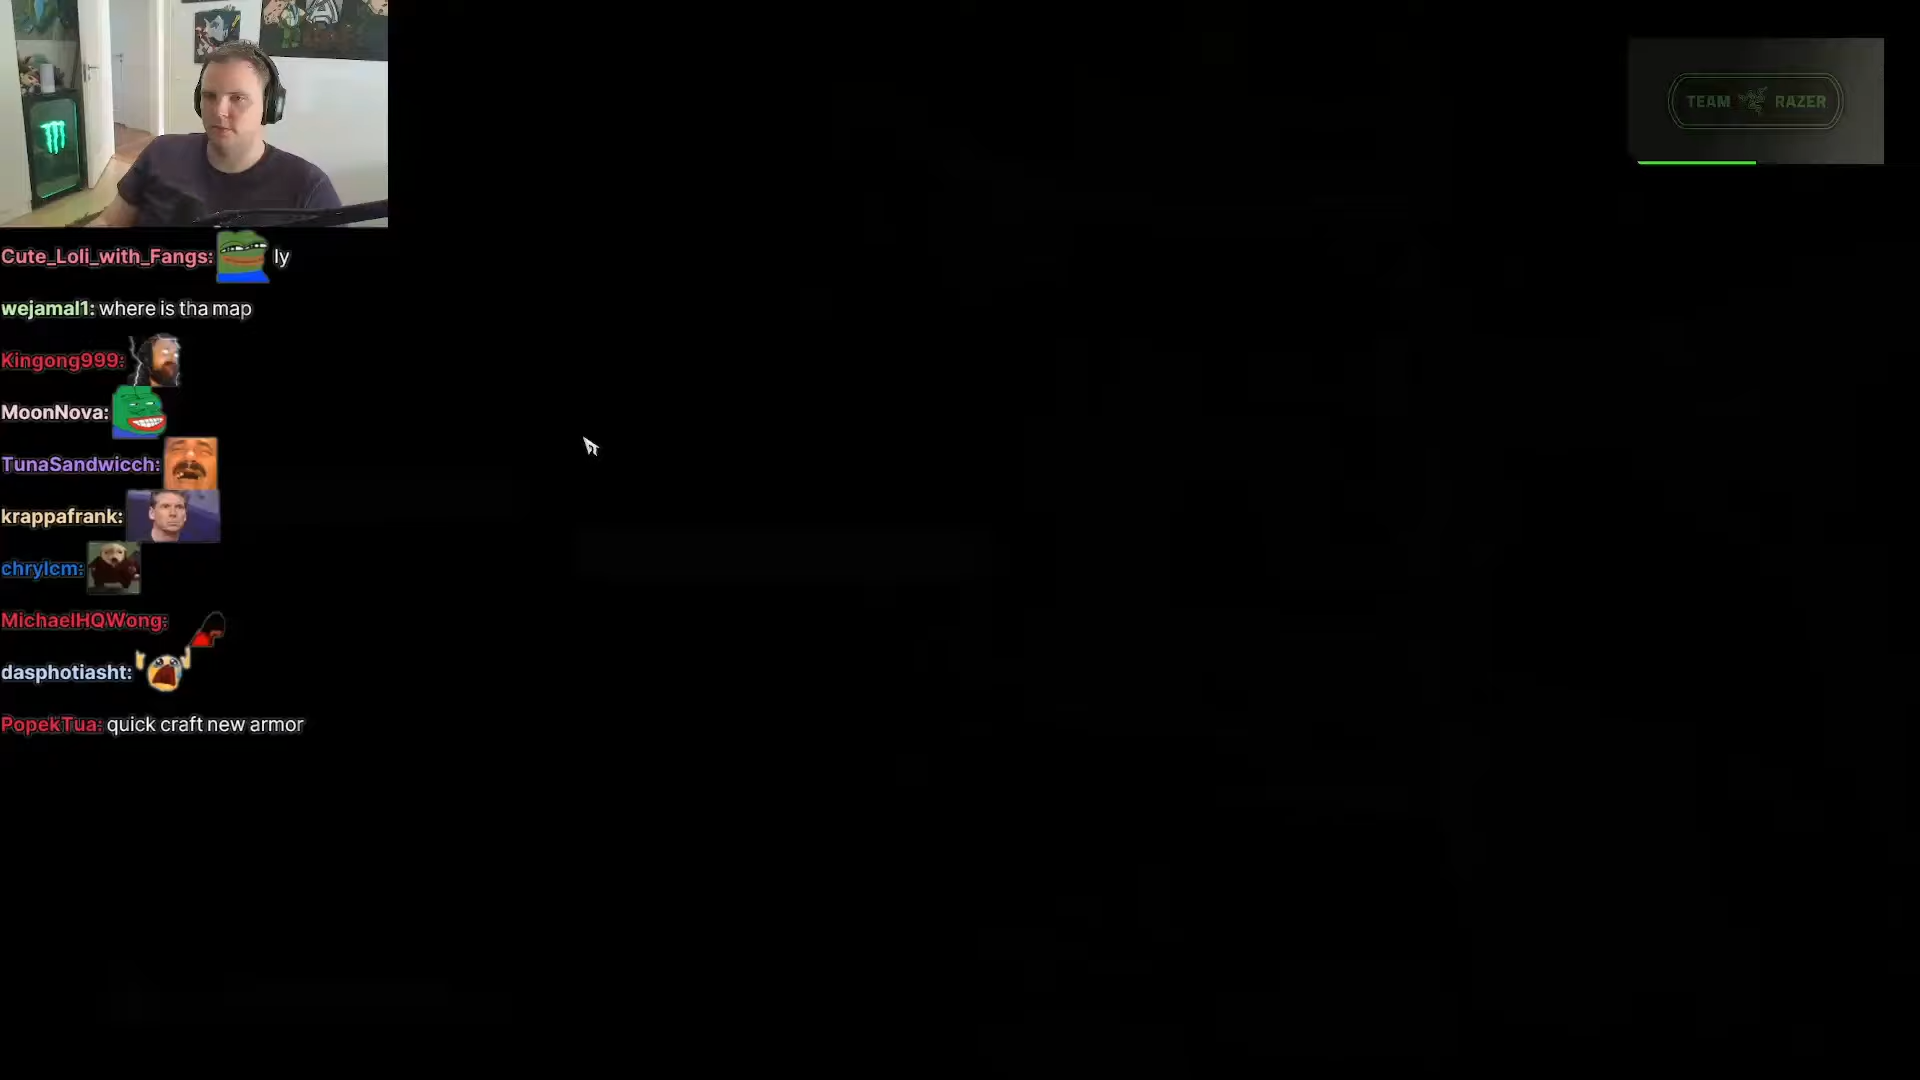 TEAM RAZER
Cute_Loli_with_Fangs: ly
wejamal1: where is tha map
Kingong999:
MoonNova:
TunaSandwicch:
krappafrank:
chrylcm:
MichaelHQWong:
dasphotiasht:
PopekTua: quick craft new armor